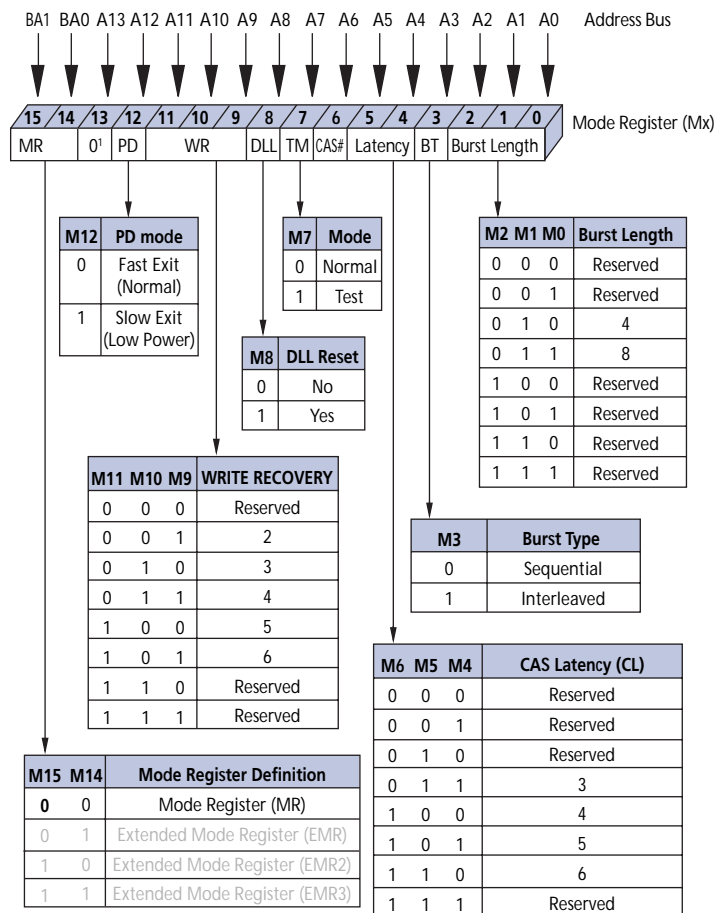 BA1 BA0 A13 A12 A11 A10 A9 A8 A7 A6 A5 A4 A3 A2 A1 A0 Address Bus
15 14 13 12 11 10 9 8 7 6 5 4 3 2 1 0 Mode Register (Mx)
MR 0¹ PD WR DLL TM CAS# Latency BT Burst Length
M12 PD mode
0 Fast Exit
(Normal)
1 Slow Exit
(Low Power)
M7 Mode
0 Normal
1 Test
M2 M1 M0 Burst Length
0 0 0 Reserved
0 0 1 Reserved
0 1 0 4
0 1 1 8
1 0 0 Reserved
1 0 1 Reserved
1 1 0 Reserved
1 1 1 Reserved
M8 DLL Reset
0 No
1 Yes
M11 M10 M9 WRITE RECOVERY
0 0 0 Reserved
0 0 1 2
0 1 0 3
0 1 1 4
1 0 0 5
1 0 1 6
1 1 0 Reserved
1 1 1 Reserved
M3 Burst Type
0 Sequential
1 Interleaved
M15 M14 Mode Register Definition
0 0 Mode Register (MR)
0 1 Extended Mode Register (EMR)
1 0 Extended Mode Register (EMR2)
1 1 Extended Mode Register (EMR3)
M6 M5 M4 CAS Latency (CL)
0 0 0 Reserved
0 0 1 Reserved
0 1 0 Reserved
0 1 1 3
1 0 0 4
1 0 1 5
1 1 0 6
1 1 1 Reserved